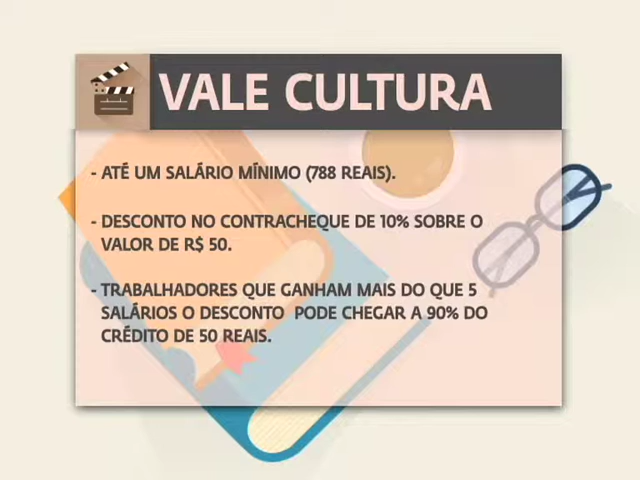 VALE CULTURA
- ATÉ UM SALÁRIO MÍNIMO (788 REAIS).
- DESCONTO NO CONTRACHEQUE DE 10% SOBRE O
VALOR DE R$ 50.
- TRABALHADORES QUE GANHAM MAIS DO QUE 5
SALÁRIOS O DESCONTO PODE CHEGAR A 90% DO
CRÉDITO DE 50 REAIS.